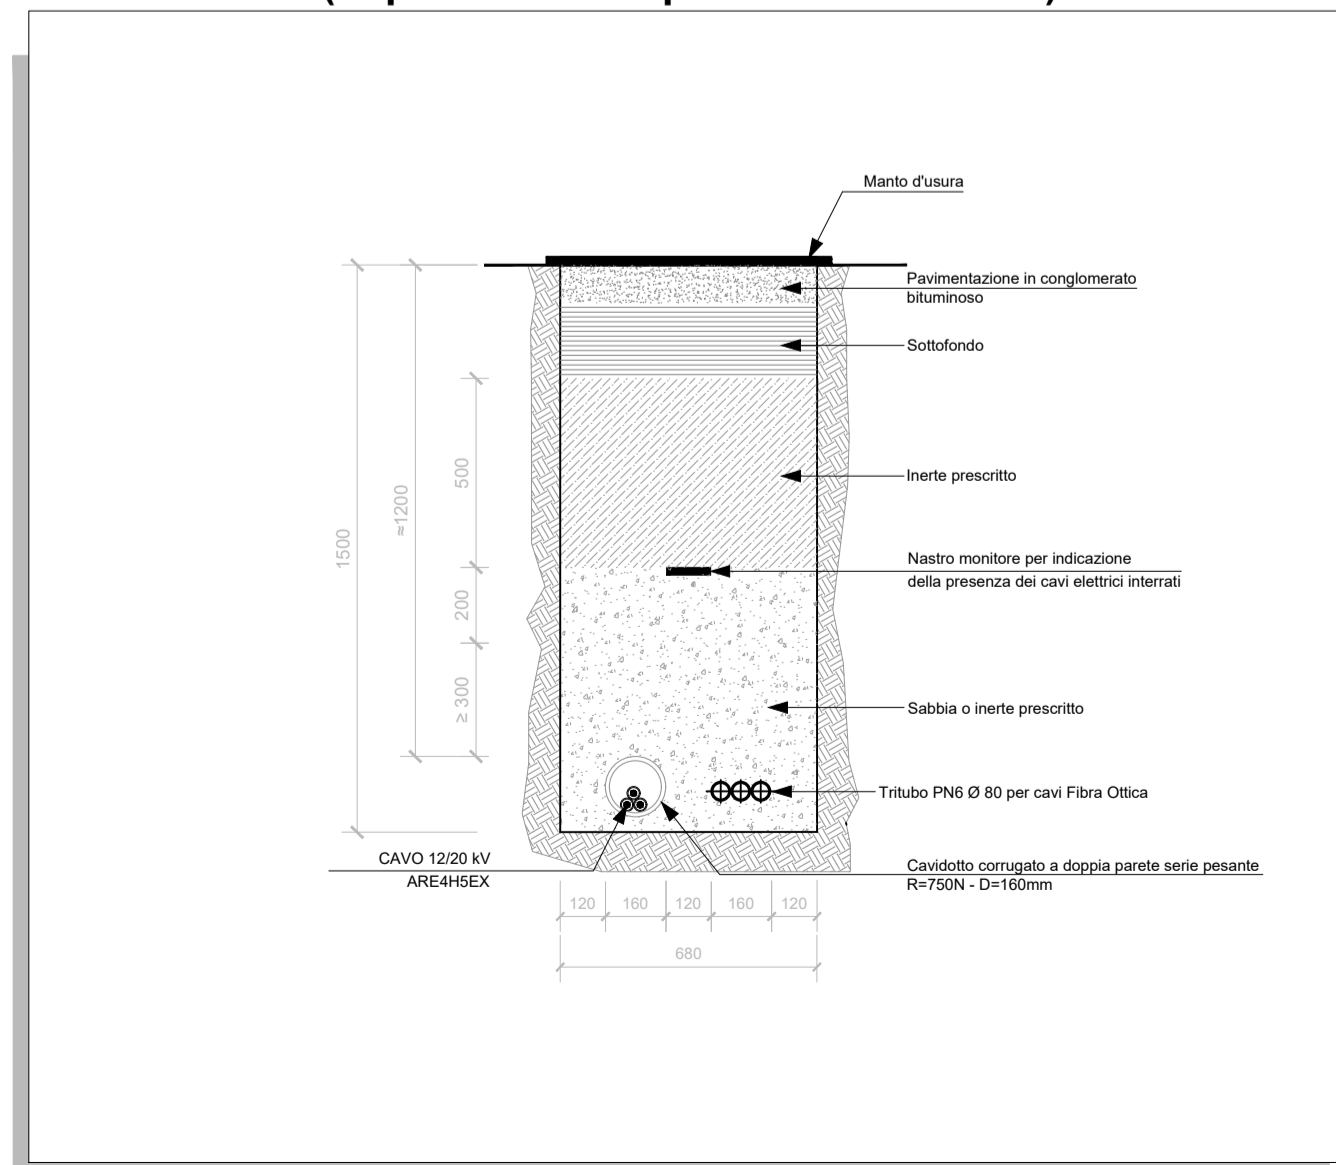 Manto d'usura
Pavimentazione in conglomerato
bituminoso
Sottofondo
Inerte prescritto
Nastro monitore per indicazione
della presenza dei cavi elettrici interrati
Sabbia o inerte prescritto
Tritubo PN6 Ø 80 per cavi Fibra Ottica
Cavidotto corrugato a doppia parete serie pesante
R=750N - D=160mm
CAVO 12/20 kV
ARE4H5EX
1500
≈1200
500
200
≥ 300
120 160 120 160 120
680